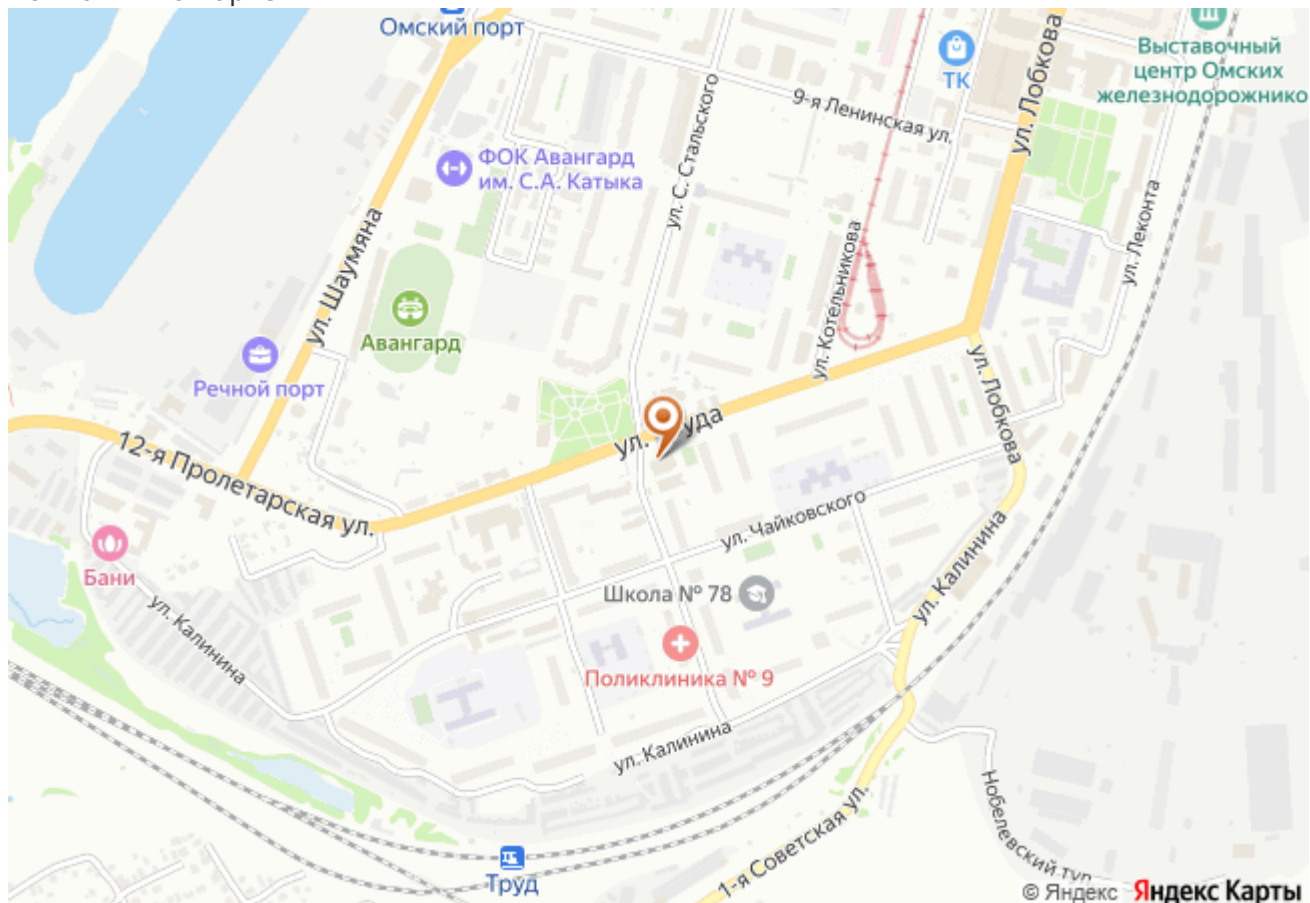 Омский порт
Выставочный
центр Омских
железнодорожнико
ТК
ул. Лобкова
9-я Ленинская ул.
ул. С. Стальского
ФОК Авангард
им. С.А. Катыка
ул. Шаумяна
ул. Котельникова
ул. Леконта
Авангард
Речной порт
ул. Лобкова
12-я Пролетарская ул.
ул. Чайковского
ул. Калинина
Бани
Школа № 78
ул. Калинина
Поликлиника № 9
ул. Калинина
1-я Советская ул.
Нобелевский туп
Труд
© Яндекс Яндекс Карты